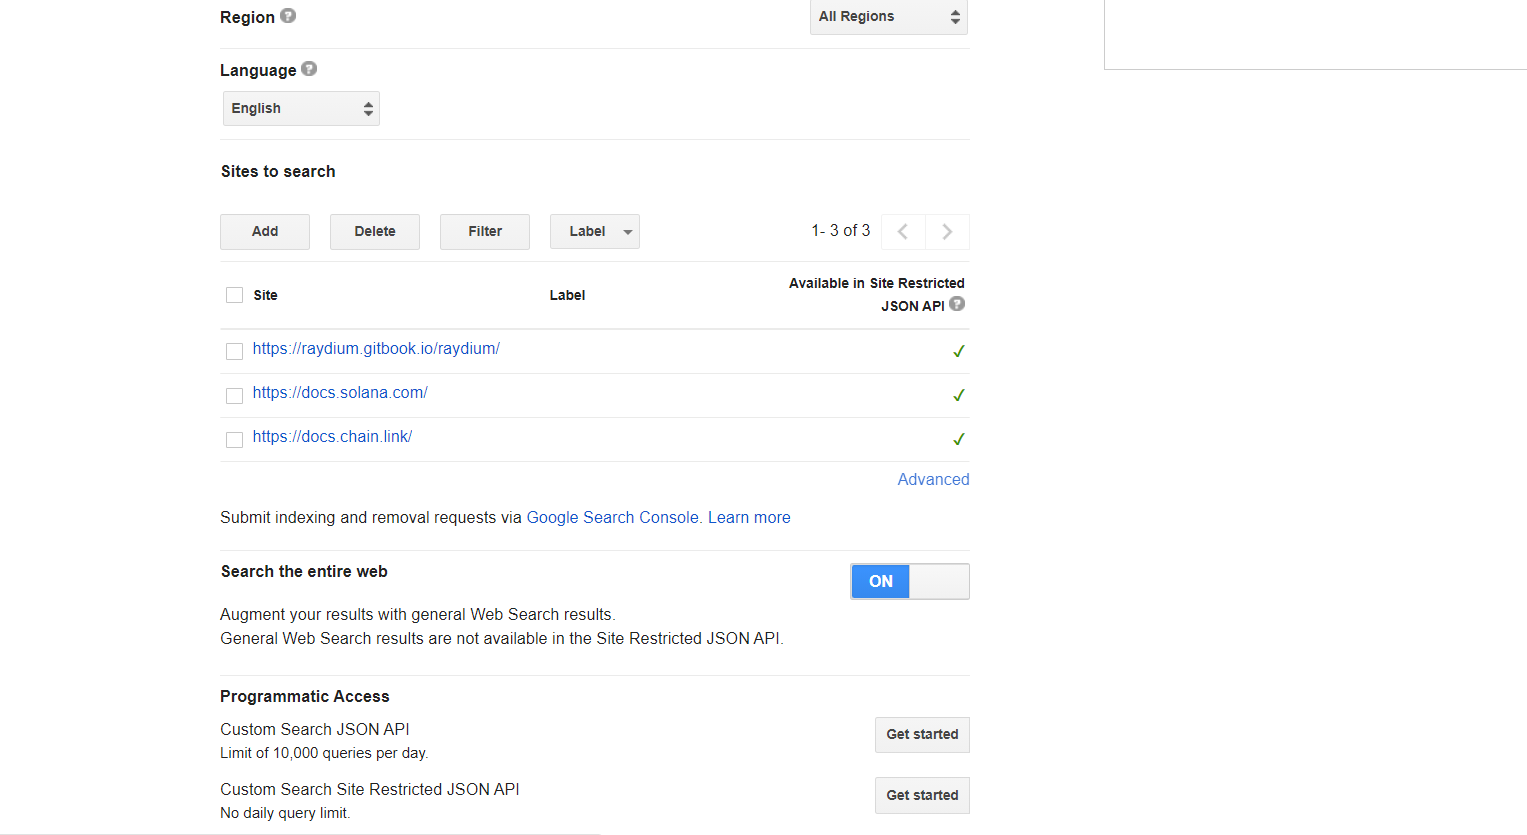 Region ?
All Regions
Language ?
English
Sites to search
Add Delete Filter Label 1- 3 of 3
Site Label Available in Site Restricted
JSON API ?
https://raydium.gitbook.io/raydium/
https://docs.solana.com/
https://docs.chain.link/
Advanced
Submit indexing and removal requests via Google Search Console. Learn more
Search the entire web
ON
Augment your results with general Web Search results.
General Web Search results are not available in the Site Restricted JSON API.
Programmatic Access
Custom Search JSON API
Get started
Limit of 10,000 queries per day.
Custom Search Site Restricted JSON API
Get started
No daily query limit.